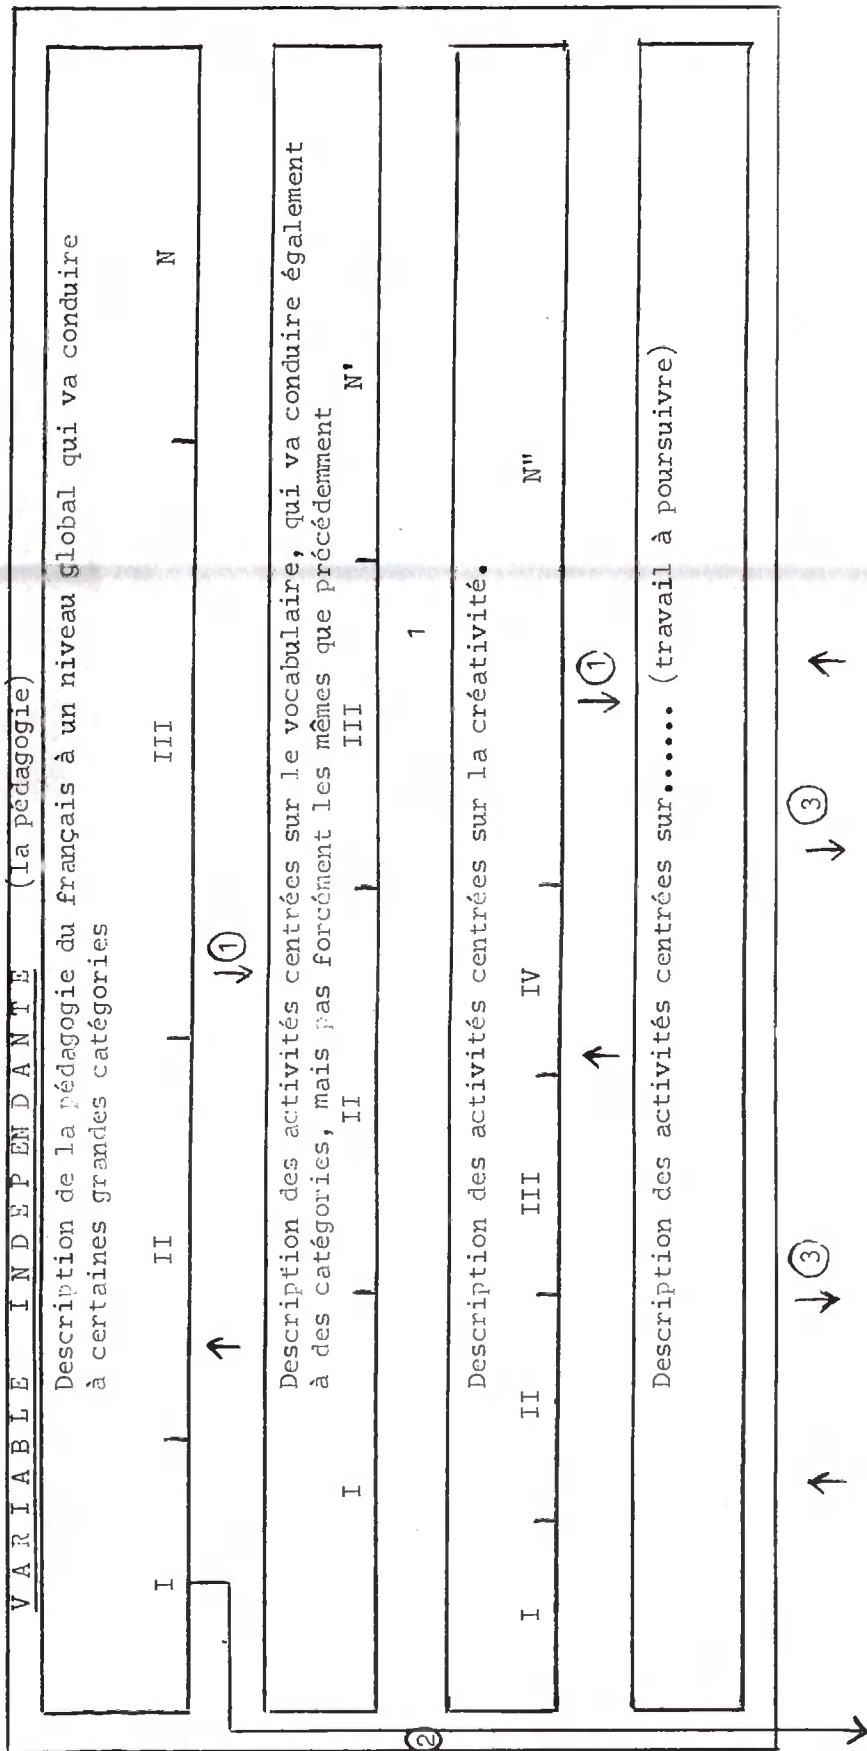 V A R I A B L E   I N D E P E N D A N T E   (la pédagogie)
Description de la pédagogie du français à un niveau global qui va conduire
à certaines grandes catégories
I II III N
↓ ①
Description des activités centrées sur le vocabulaire, qui va conduire également
à des catégories, mais pas forcément les mêmes que précédemment
I II III N'
1
Description des activités centrées sur la créativité.
I II III IV N"
↓ ①
Description des activités centrées sur....... (travail à poursuivre)
②
↓ ③ ↓ ③